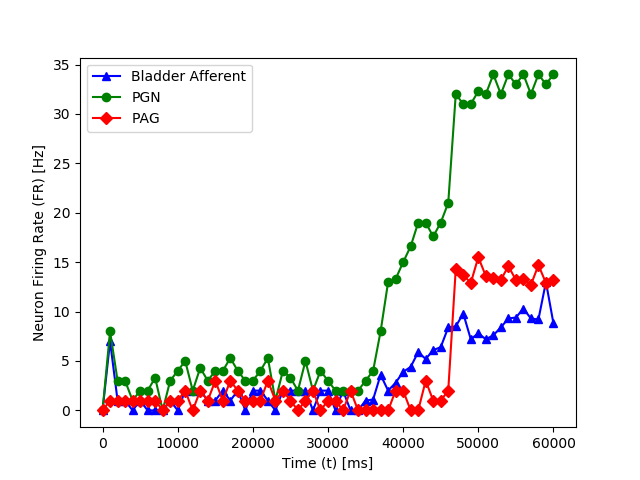 Bladder Afferent
PGN
PAG
Neuron Firing Rate (FR) [Hz]
35
30
25
20
15
10
5
0
0 10000 20000 30000 40000 50000 60000
Time (t) [ms]